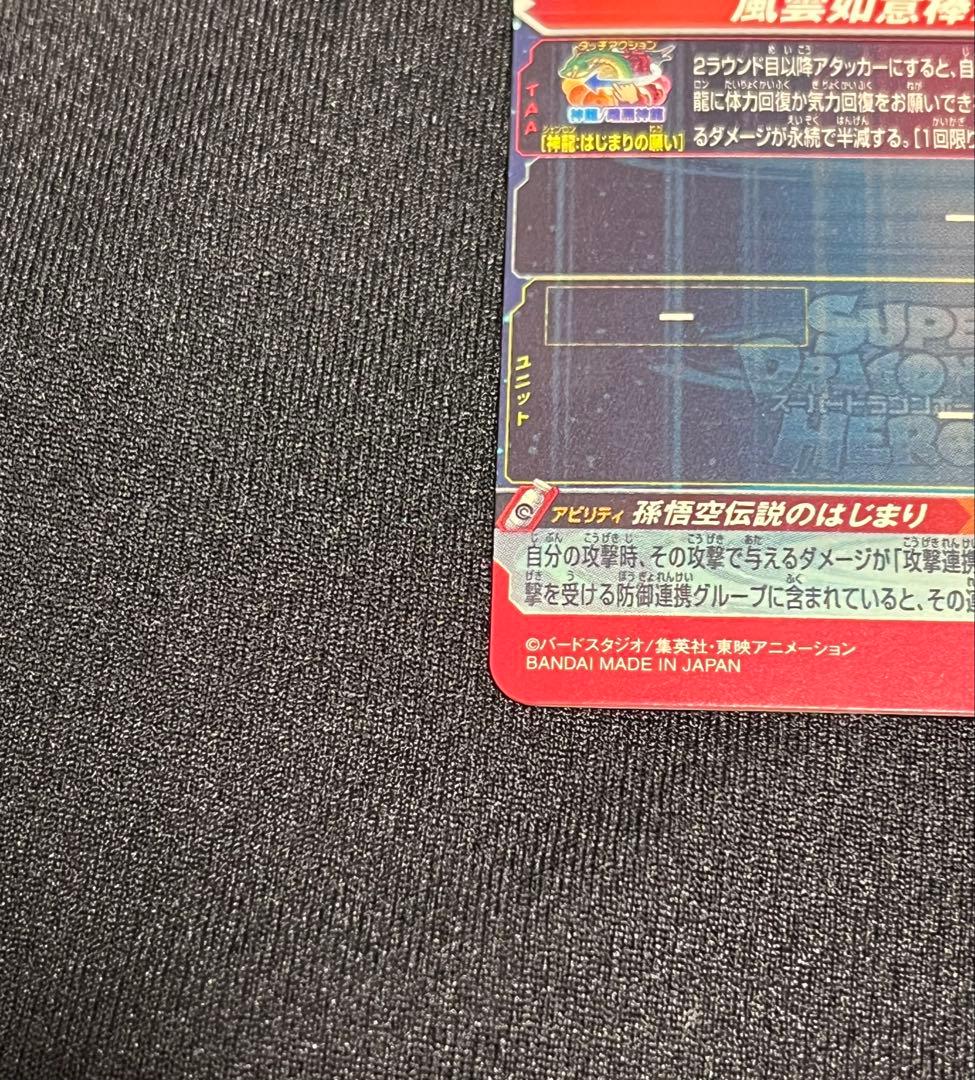 風雲如意棒
タッチアクション
神龍/暗黒神龍
[神龍:はじまりの願い]
TAA
2ラウンド目以降アタッカーにすると、自
龍に体力回復か気力回復をお願いでき
るダメージが永続で半減する。[1回限り
ー
ー
ユニット
SUPE
DRAGON
スーパードラゴンボー
HERO
アビリティ 孫悟空伝説のはじまり
自分の攻撃時、その攻撃で与えるダメージが「攻撃連携
撃を受ける防御連携グループに含まれていると、その
©バードスタジオ/集英社・東映アニメーション
BANDAI MADE IN JAPAN